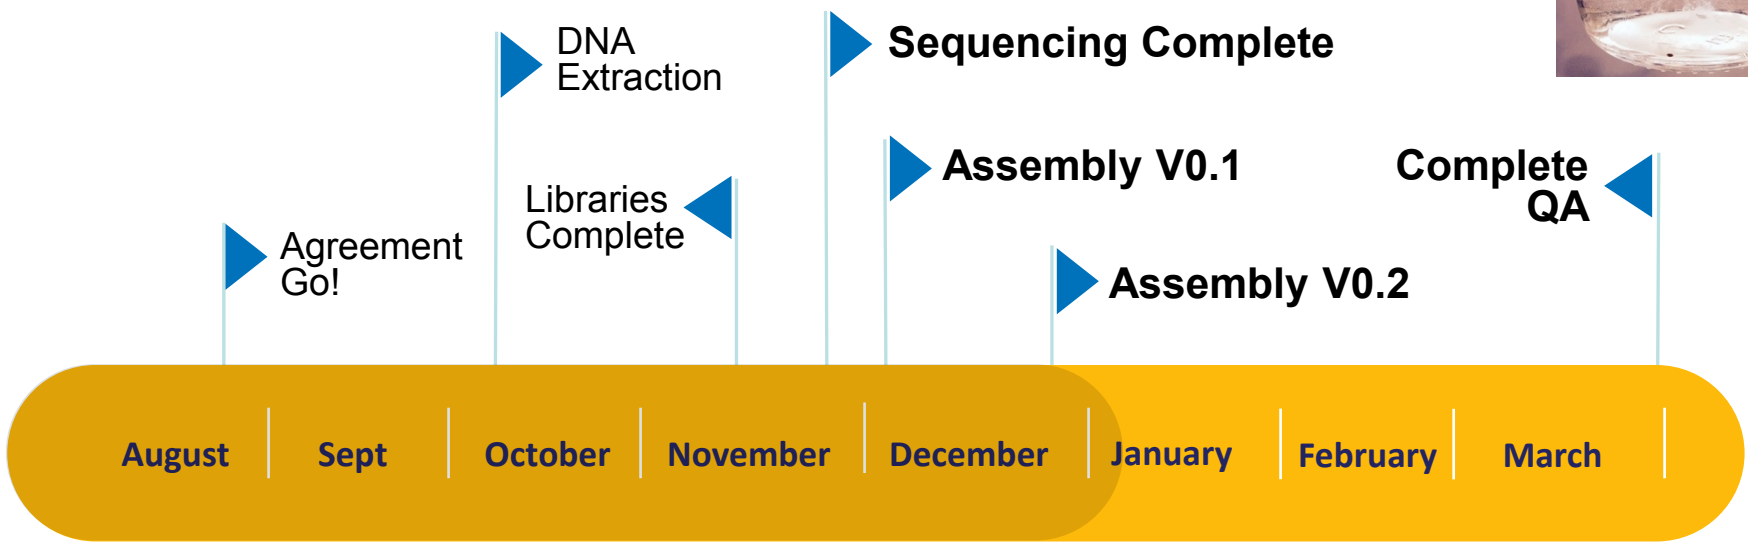 DNA
Extraction
Sequencing Complete
Assembly V0.1
Complete
QA
Libraries
Complete
Agreement
Go!
Assembly V0.2
August
Sept
October
November
December
January
February
March